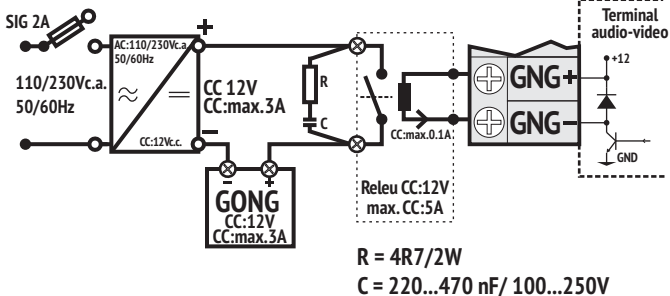 SIG 2A
110/230Vc.a.
50/60Hz
AC:110/230Vc.a.
50/60Hz
CC:12Vc.c.
+
−
CC 12V
CC:max.3A
R
C
− +
GONG
CC:12V
CC:max.3A
CC:max.0.1A
Releu CC:12V
max. CC:5A
GNG+
GNG−
Terminal
audio-video
+12
GND
R = 4R7/2W
C = 220...470 nF/ 100...250V